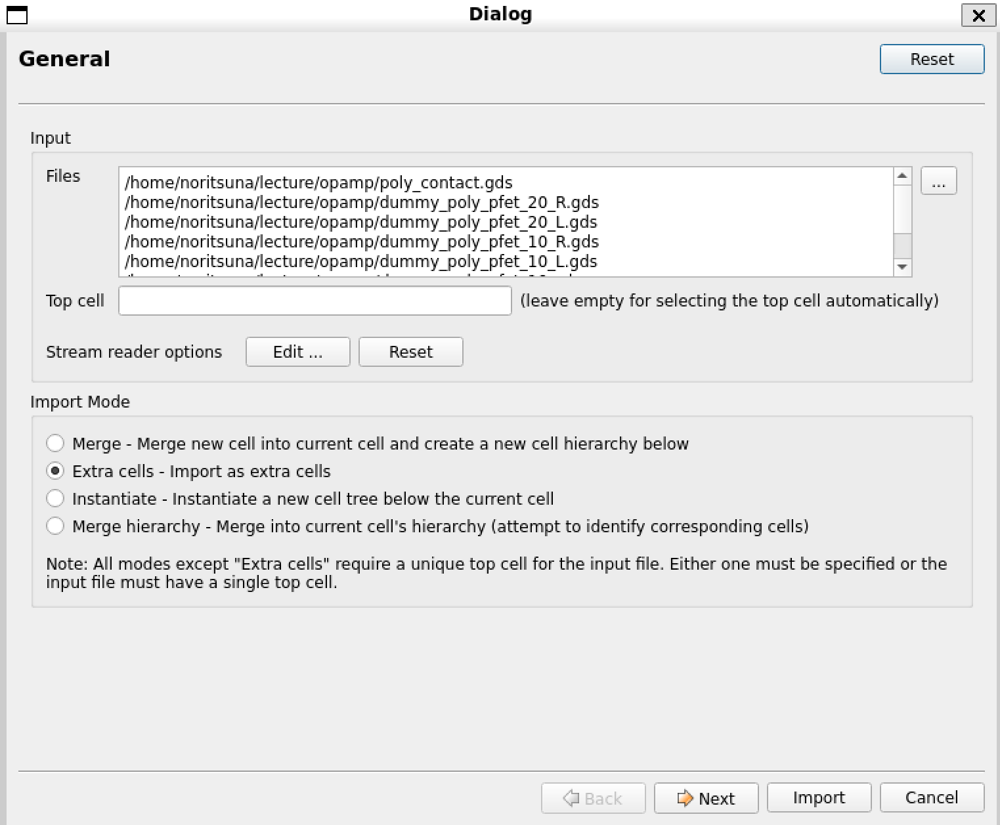 Dialog
General
Reset
Input
Files
/home/noritsuna/lecture/opamp/poly_contact.gds
...
/home/noritsuna/lecture/opamp/dummy_poly_pfet_20_R.gds
/home/noritsuna/lecture/opamp/dummy_poly_pfet_20_L.gds
/home/noritsuna/lecture/opamp/dummy_poly_pfet_10_R.gds
/home/noritsuna/lecture/opamp/dummy_poly_pfet_10_L.gds
Top cell
(leave empty for selecting the top cell automatically)
Stream reader options
Edit ...
Reset
Import Mode
Merge - Merge new cell into current cell and create a new cell hierarchy below
Extra cells - Import as extra cells
Instantiate - Instantiate a new cell tree below the current cell
Merge hierarchy - Merge into current cell's hierarchy (attempt to identify corresponding cells)
Note: All modes except "Extra cells" require a unique top cell for the input file. Either one must be specified or the
input file must have a single top cell.
Back
Next
Import
Cancel